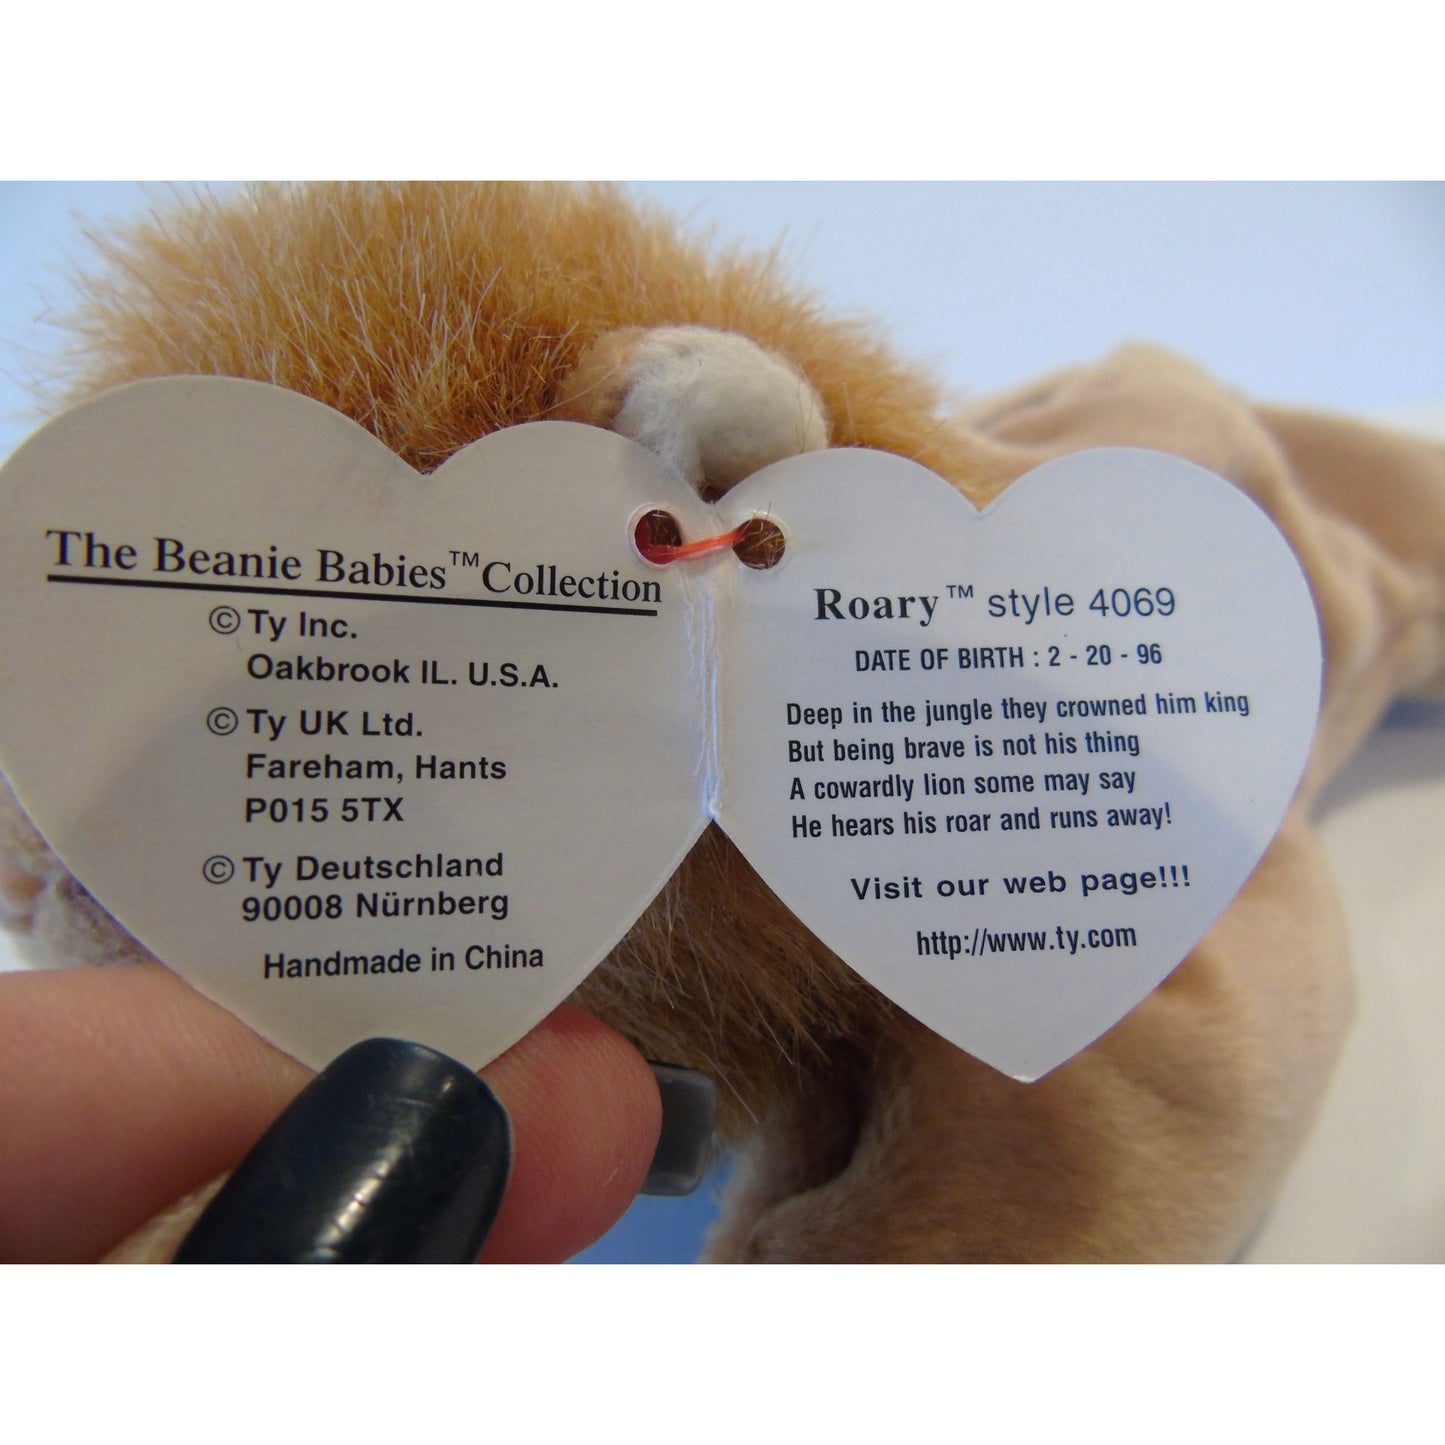 The Beanie Babies™Collection
©Ty Inc.
Oakbrook IL. U.S.A.
©Ty UK Ltd.
Fareham, Hants
P015 5TX
©Ty Deutschland
90008 Nürnberg
Handmade in China
Roary™ style 4069
DATE OF BIRTH : 2 - 20 - 96
Deep in the jungle they crowned him king
But being brave is not his thing
A cowardly lion some may say
He hears his roar and runs away!
Visit our web page!!!
http://www.ty.com